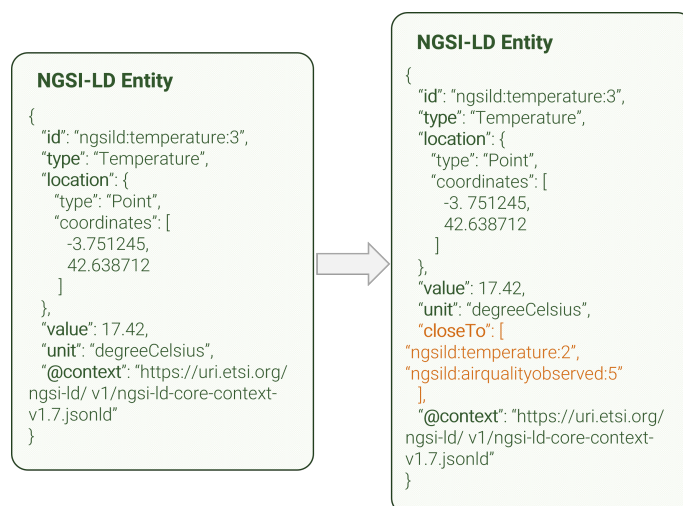 NGSI-LD Entity
{
“id”: “ngsild:temperature:3”,
“type”: “Temperature”,
“location”: {
“type”: “Point”,
“coordinates”: [
-3.751245,
42.638712
]
},
“value”: 17.42,
“unit”: “degreeCelsius”,
“@context”: “https://uri.etsi.org/
ngsi-ld/ v1/ngsi-ld-core-context-
v1.7.jsonld”
}
NGSI-LD Entity
{
“id”: “ngsild:temperature:3”,
“type”: “Temperature”,
“location”: {
“type”: “Point”,
“coordinates”: [
-3. 751245,
42.638712
]
},
“value”: 17.42,
“unit”: “degreeCelsius”,
“closeTo”: [
“ngsild:temperature:2”,
“ngsild:airqualityobserved:5”
],
“@context”: “https://uri.etsi.org/
ngsi-ld/ v1/ngsi-ld-core-context-
v1.7.jsonld”
}